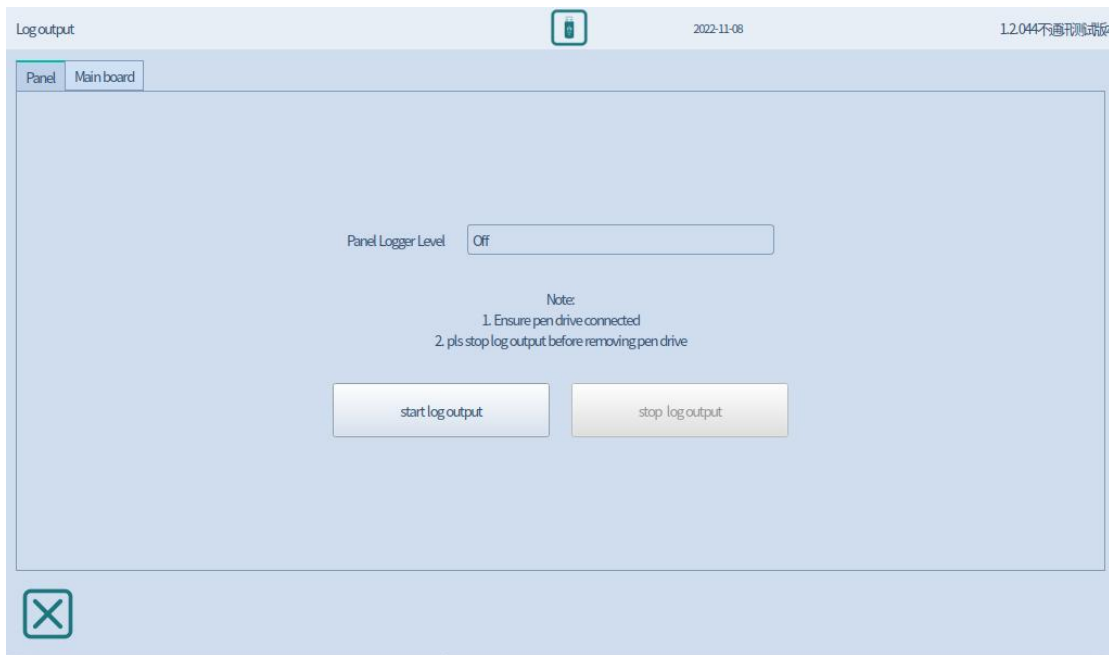 Log output
2022-11-08
1.2.044不通讯测试版本
Panel
Main board
Panel Logger Level
Off
Note:
1. Ensure pen drive connected
2. pls stop log output before removing pen drive
start log output
stop log output